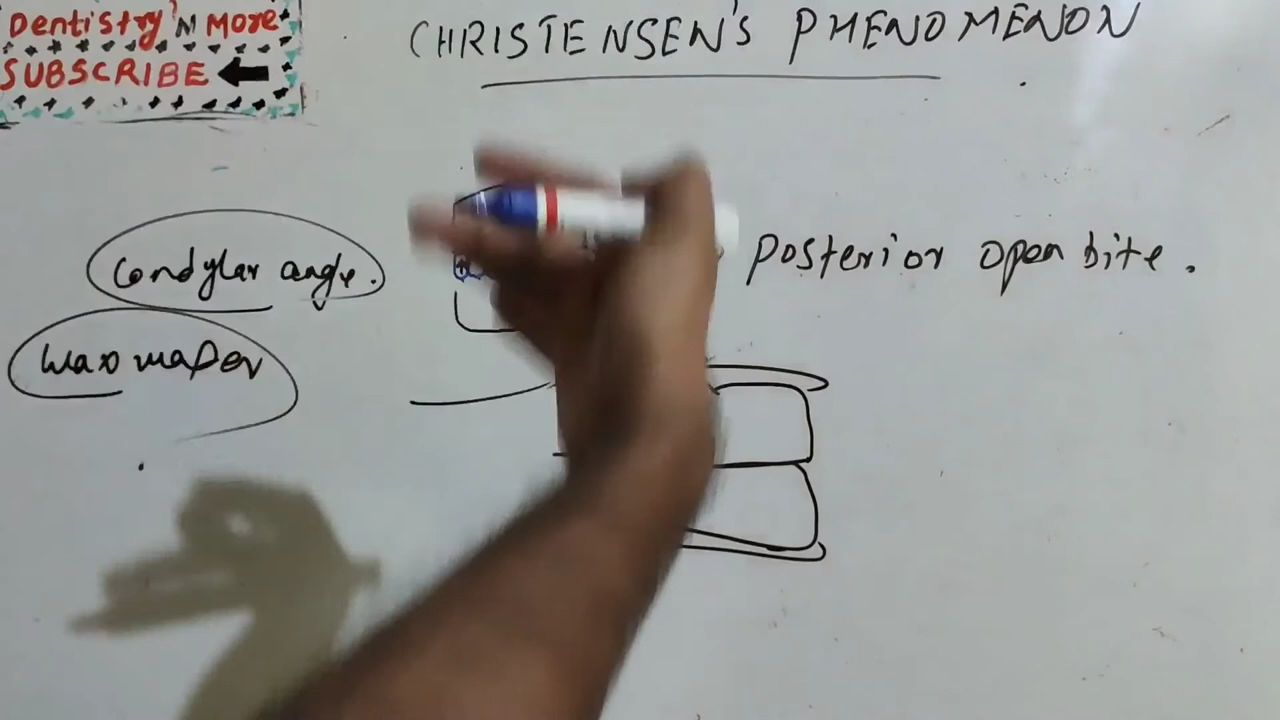 Dentistry 'N MORE
SUBSCRIBE
CHRISTENSEN'S PHENOMENON
Condylar angle.
Posterior open bite.
Wax wafer